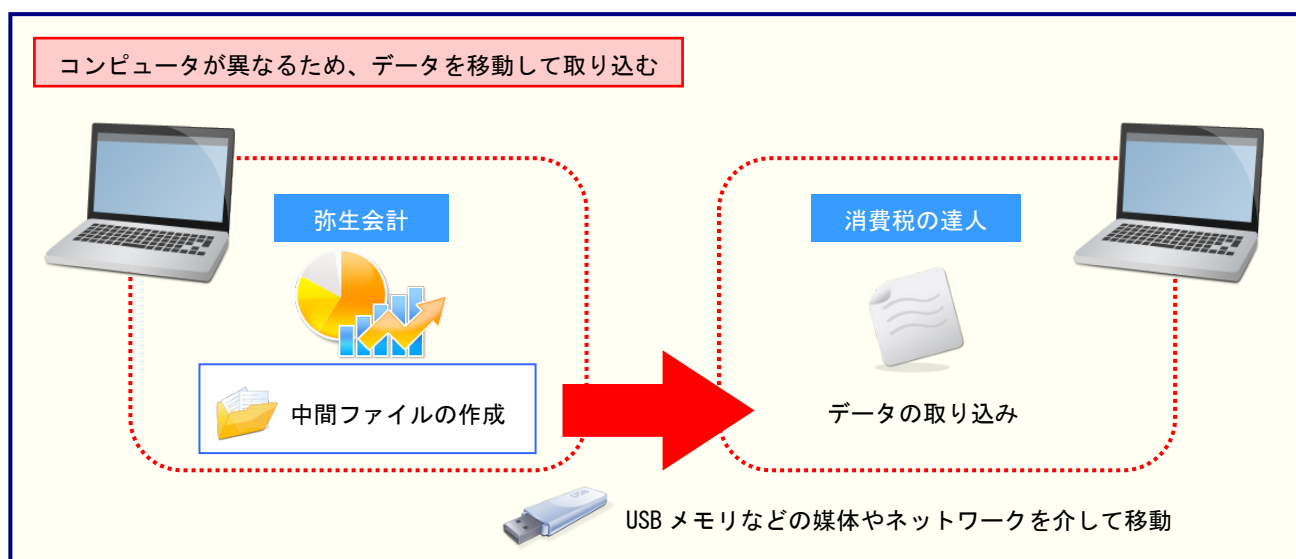 コンピュータが異なるため、データを移動して取り込む
弥生会計
消費税の達人
中間ファイルの作成
データの取り込み
USB
USB メモリなどの媒体やネットワークを介して移動